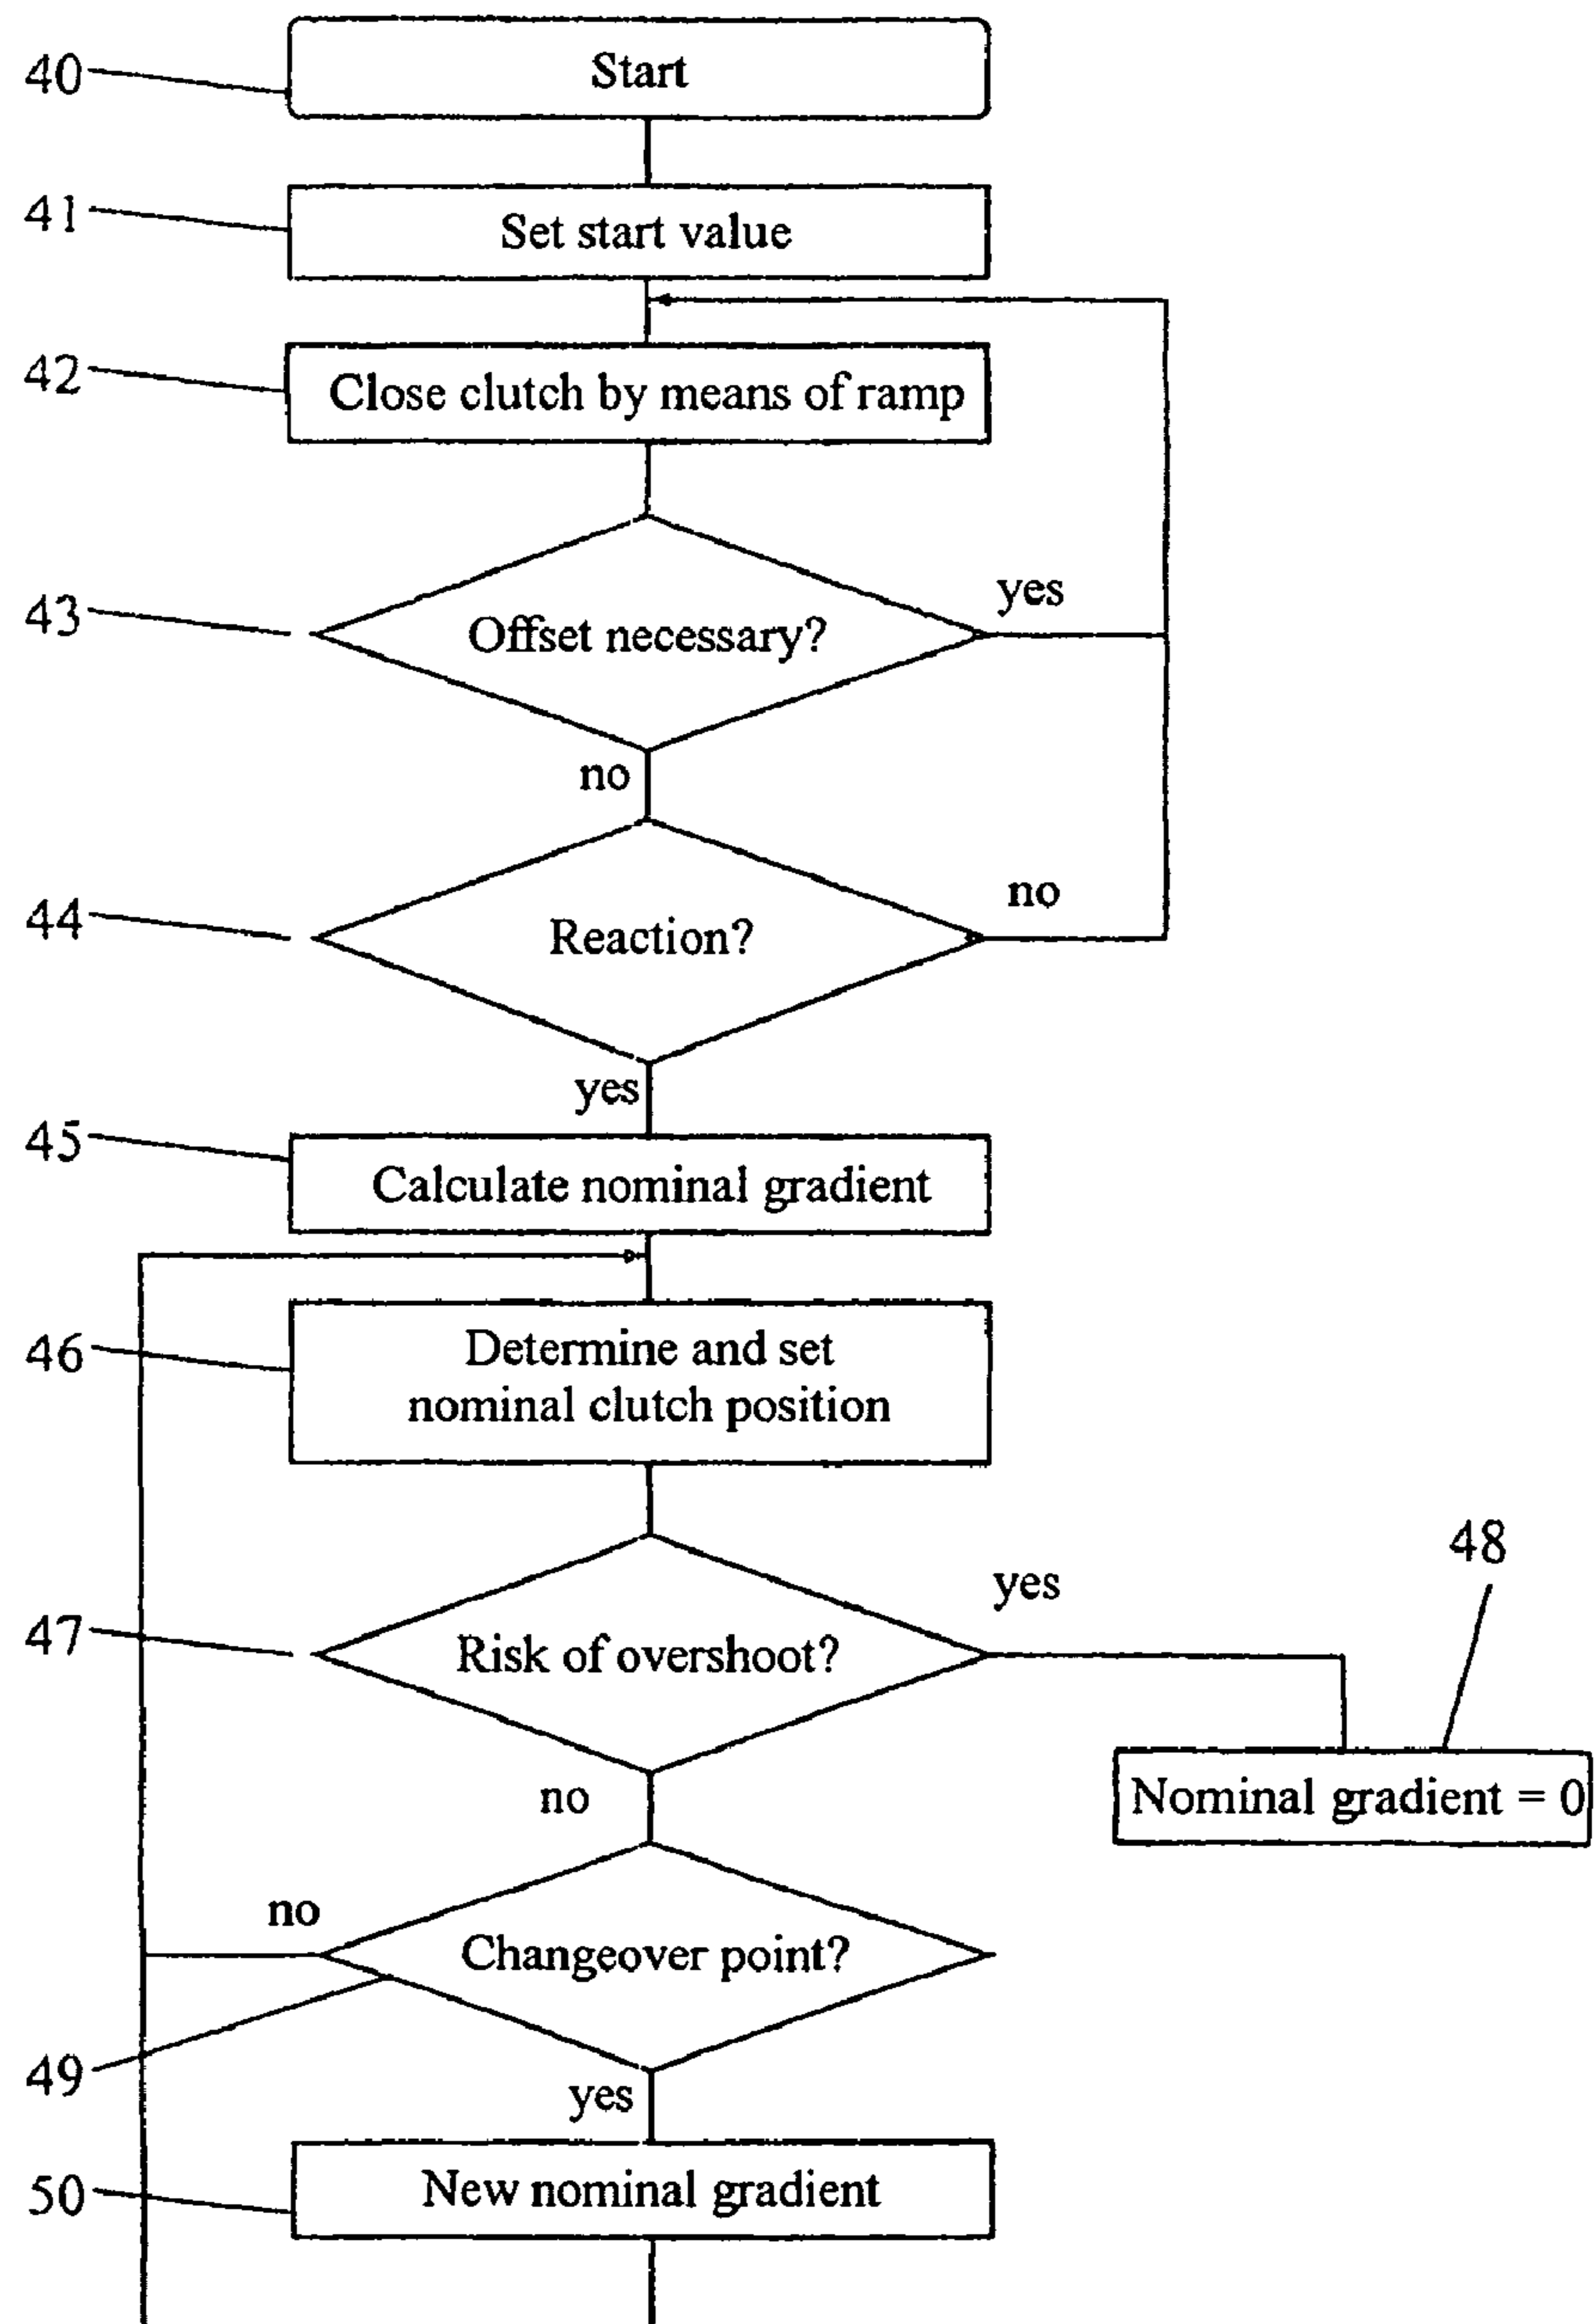 40
Start
41
Set start value
42
Close clutch by means of ramp
43
Offset necessary?
yes
no
44
Reaction?
no
yes
45
Calculate nominal gradient
46
Determine and set
nominal clutch position
47
Risk of overshoot?
yes
48
Nominal gradient = 0
no
no
Changeover point?
49
yes
50
New nominal gradient